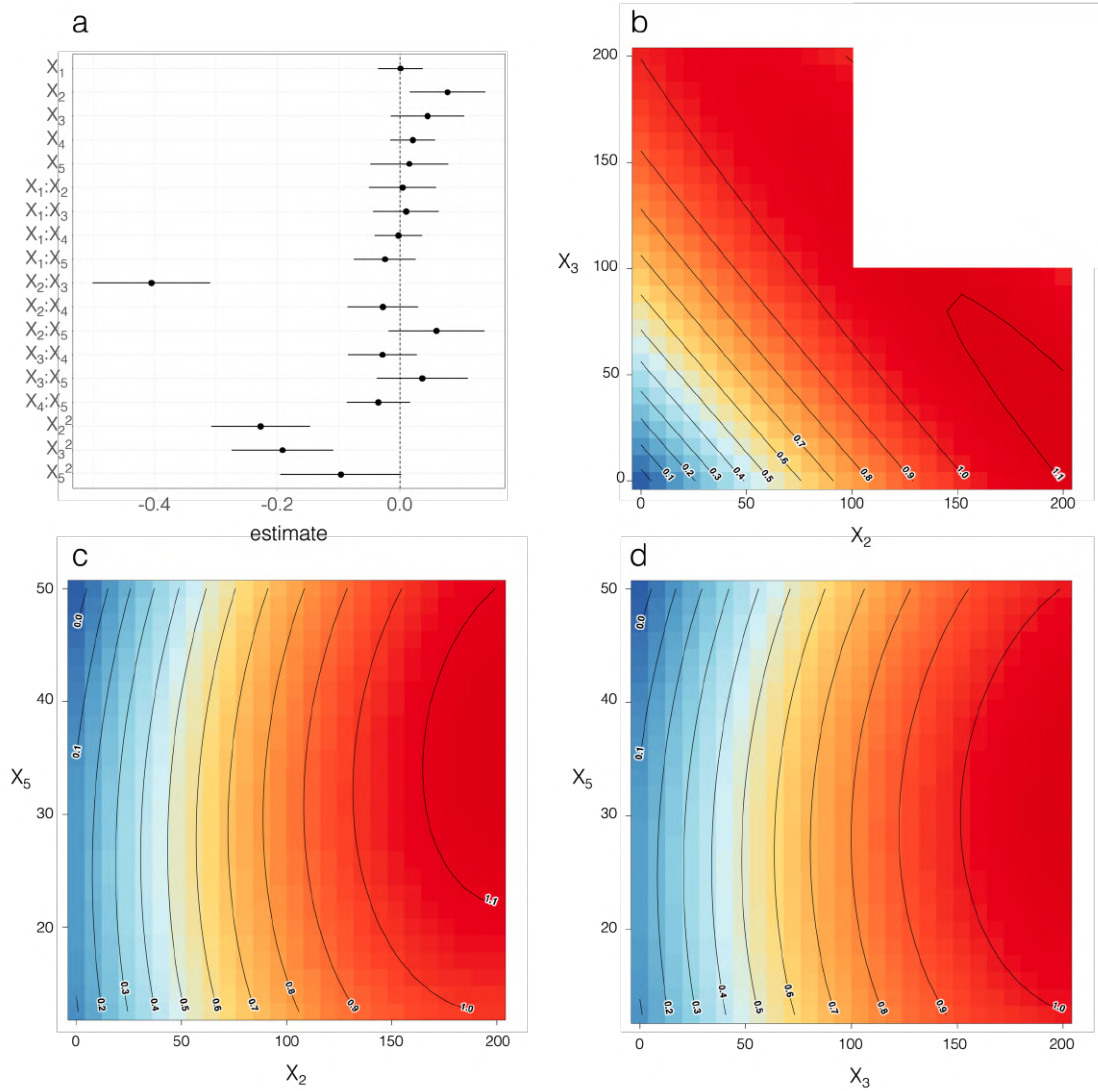 a
X₁
X₂
X₃
X₄
X₅
X₁:X₂
X₁:X₃
X₁:X₄
X₁:X₅
X₂:X₃
X₂:X₄
X₂:X₅
X₃:X₄
X₃:X₅
X₄:X₅
X₂²
X₃²
X₅²
-0.4 -0.2 0.0
estimate
b
200
150
100
50
0
X₃
0.1 0.2 0.3 0.4 0.5 0.6 0.7 0.8 0.9 1.0 1.1
0 50 100 150 200
X₂
c
50
40
30
20
X₅
0.0
0.1
0.2 0.3 0.4 0.5 0.6 0.7 0.8 0.9 1.0 1.1
0 50 100 150 200
X₂
d
50
40
30
20
X₅
0.0
0.1
0.2 0.3 0.4 0.5 0.6 0.7 0.8 0.9 1.0
0 50 100 150 200
X₃